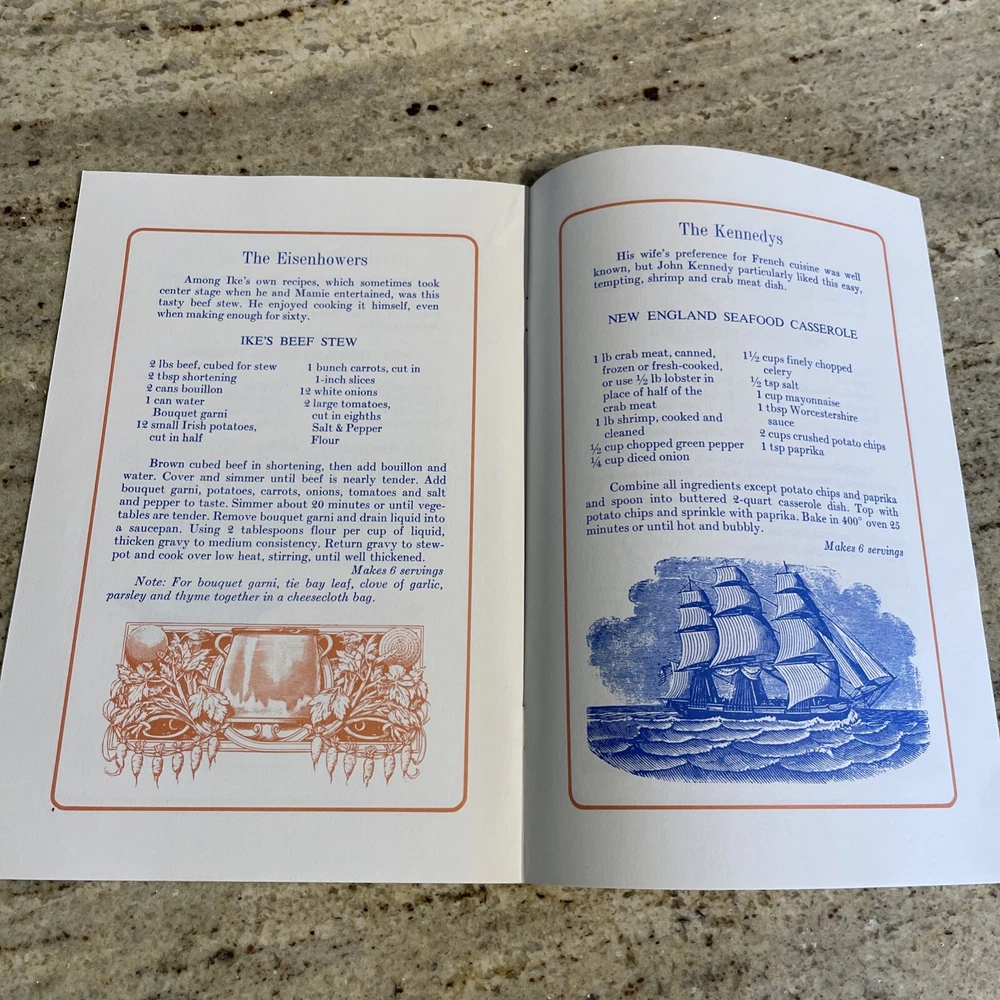 The Eisenhowers
Among Ike's own recipes, which sometimes took
center stage when he and Mamie entertained, was this
tasty beef stew. He enjoyed cooking it himself, even
when making enough for sixty.
IKE'S BEEF STEW
2 lbs beef, cubed for stew
2 tbsp shortening
2 cans bouillon
1 can water
Bouquet garni
12 small Irish potatoes,
cut in half
1 bunch carrots, cut in
1-inch slices
12 white onions
2 large tomatoes,
cut in eighths
Salt & Pepper
Flour
Brown cubed beef in shortening, then add bouillon and
water. Cover and simmer until beef is nearly tender. Add
bouquet garni, potatoes, carrots, onions, tomatoes and salt
and pepper to taste. Simmer about 20 minutes or until vege-
tables are tender. Remove bouquet garni and drain liquid into
a saucepan. Using 2 tablespoons flour per cup of liquid,
thicken gravy to medium consistency. Return gravy to stew-
pot and cook over low heat, stirring, until well thickened.
Makes 6 servings
Note: For bouquet garni, tie bay leaf, clove of garlic,
parsley and thyme together in a cheesecloth bag.
The Kennedys
His wife's preference for French cuisine was well
known, but John Kennedy particularly liked this easy,
tempting, shrimp and crab meat dish.
NEW ENGLAND SEAFOOD CASSEROLE
1 lb crab meat, canned,
frozen or fresh-cooked,
or use ½ lb lobster in
place of half of the
crab meat
1 lb shrimp, cooked and
cleaned
½ cup chopped green pepper
¼ cup diced onion
1½ cups finely chopped
celery
½ tsp salt
1 cup mayonnaise
1 tbsp Worcestershire
sauce
2 cups crushed potato chips
1 tsp paprika
Combine all ingredients except potato chips and paprika
and spoon into buttered 2-quart casserole dish. Top with
potato chips and sprinkle with paprika. Bake in 400° oven 25
minutes or until hot and bubbly.
Makes 6 servings